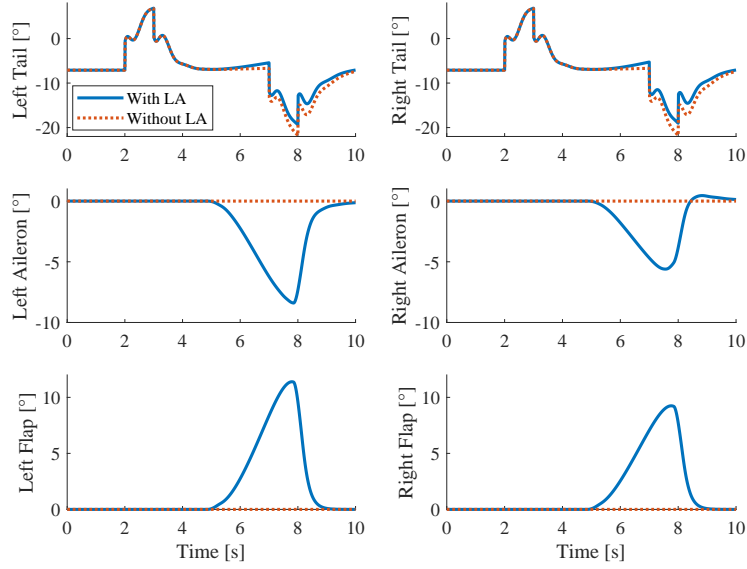 Left Tail [°]
0
-10
-20
With LA
Without LA
0 2 4 6 8 10
Right Tail [°]
0
-10
-20
0 2 4 6 8 10
Left Aileron [°]
0
-5
-10
0 2 4 6 8 10
Right Aileron [°]
0
-5
-10
0 2 4 6 8 10
Left Flap [°]
10
5
0
0 2 4 6 8 10
Time [s]
Right Flap [°]
10
5
0
0 2 4 6 8 10
Time [s]